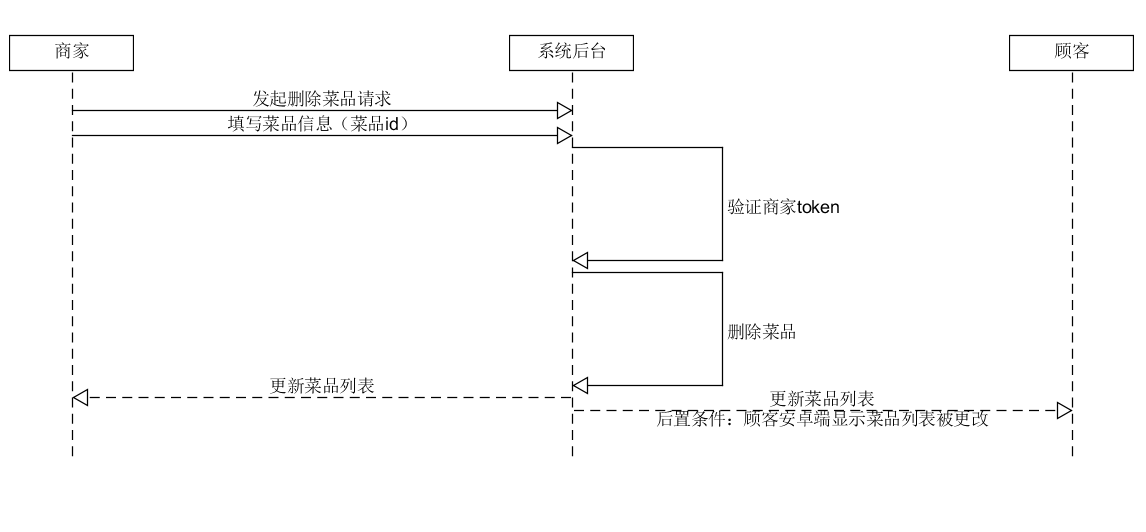 商家
系统后台
顾客
发起删除菜品请求
填写菜品信息（菜品id）
验证商家token
删除菜品
更新菜品列表
更新菜品列表
后置条件：顾客安卓端显示菜品列表被更改